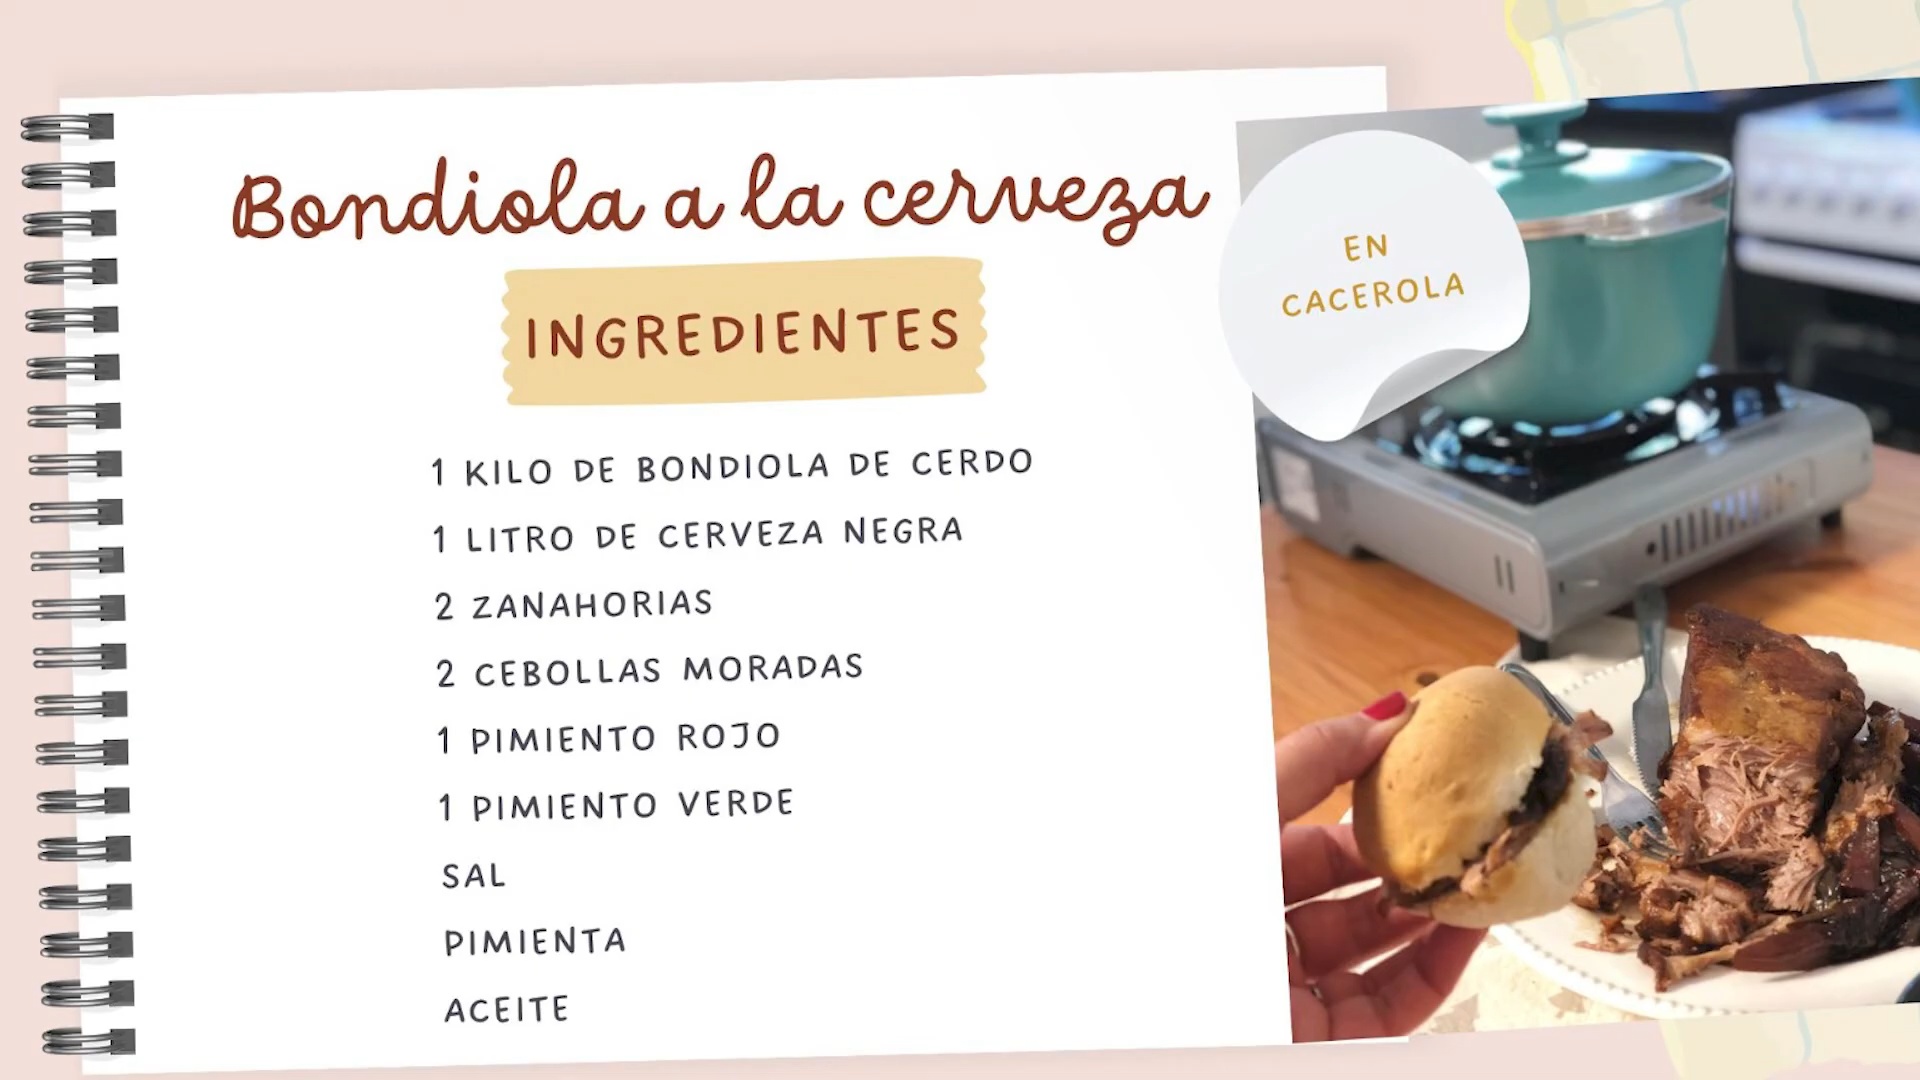 Bondiola a la cerveza
INGREDIENTES
1 KILO DE BONDIOLA DE CERDO
1 LITRO DE CERVEZA NEGRA
2 ZANAHORIAS
2 CEBOLLAS MORADAS
1 PIMIENTO ROJO
1 PIMIENTO VERDE
SAL
PIMIENTA
ACEITE
EN
CACEROLA